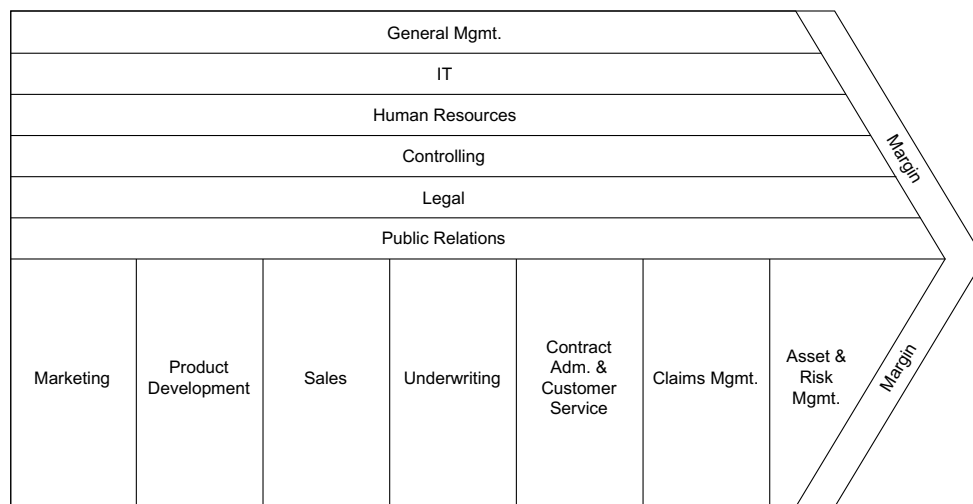 General Mgmt.
IT
Human Resources
Controlling
Legal
Public Relations
Margin
Marketing
Product
Development
Sales
Underwriting
Contract
Adm. &
Customer
Service
Claims Mgmt.
Asset &
Risk
Mgmt.
Margin